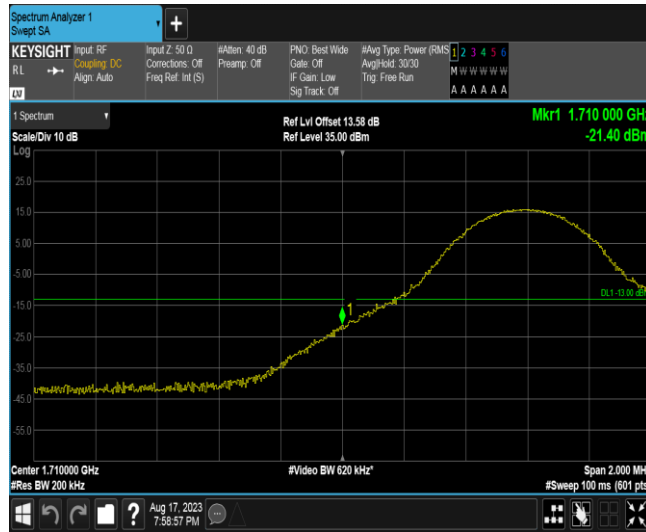 Spectrum Analyzer 1
Swept SA
KEYSIGHT
RL
LXI
Input: RF
Coupling: DC
Align: Auto
Input Z: 50 Ω
Corrections: Off
Freq Ref: Int (S)
#Atten: 40 dB
Preamp: Off
PNO: Best Wide
Gate: Off
IF Gain: Low
Sig Track: Off
#Avg Type: Power (RMS
Avg|Hold: 30/30
Trig: Free Run
1 2 3 4 5 6
M W W W W W
A A A A A A
1 Spectrum
Scale/Div 10 dB
Log
Ref Lvl Offset 13.58 dB
Ref Level 35.00 dBm
Mkr1 1.710 000 GHz
-21.40 dBm
25.0
15.0
5.00
-5.00
-15.0
-25.0
-35.0
-45.0
-55.0
1
DL1 -13.00 dBm
Center 1.710000 GHz
#Res BW 200 kHz
#Video BW 620 kHz*
Span 2.000 MHz
#Sweep 100 ms (601 pts)
?
Aug 17, 2023
7:58:57 PM